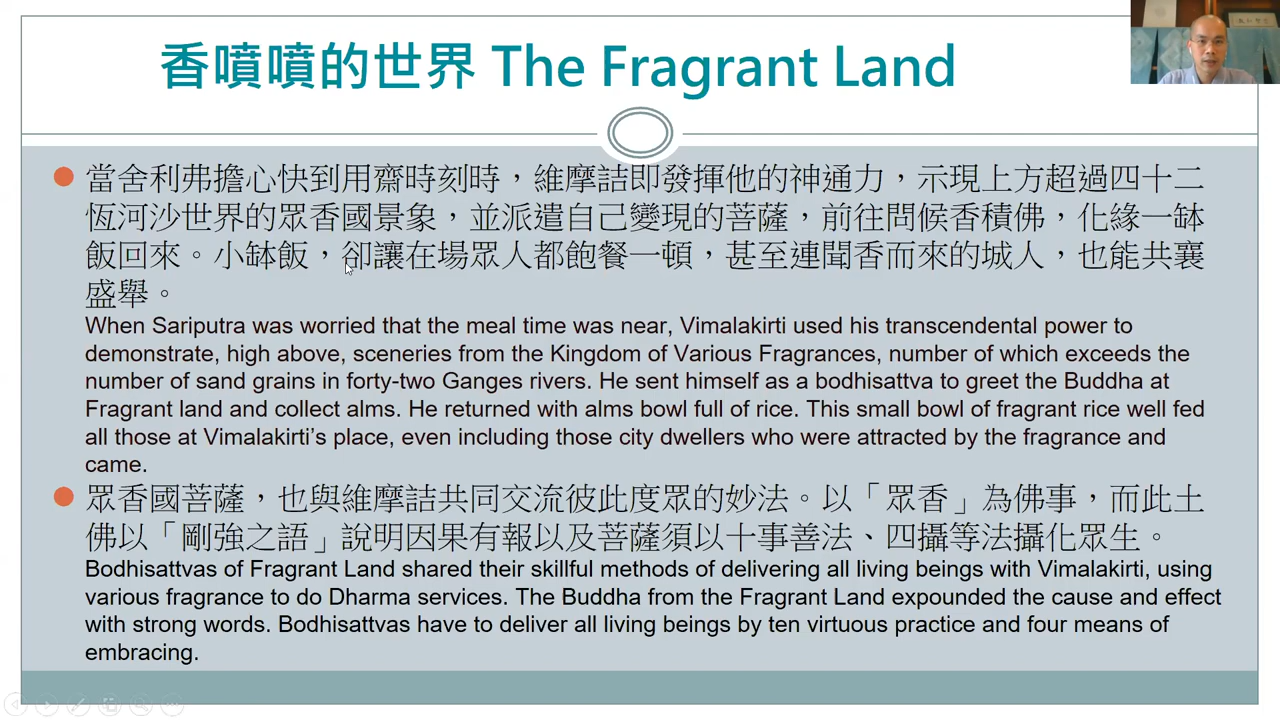 香噴噴的世界 The Fragrant Land
當舍利弗擔心快到用齋時刻時，維摩詰即發揮他的神通力，示現上方超過四十二
恆河沙世界的眾香國景象，並派遣自己變現的菩薩，前往問候香積佛，化緣一缽
飯回來。小缽飯，卻讓在場眾人都飽餐一頓，甚至連聞香而來的城人，也能共襄
盛舉。
When Sariputra was worried that the meal time was near, Vimalakirti used his transcendental power to
demonstrate, high above, sceneries from the Kingdom of Various Fragrances, number of which exceeds the
number of sand grains in forty-two Ganges rivers. He sent himself as a bodhisattva to greet the Buddha at
Fragrant land and collect alms. He returned with alms bowl full of rice. This small bowl of fragrant rice well fed
all those at Vimalakirti's place, even including those city dwellers who were attracted by the fragrance and
came.
眾香國菩薩，也與維摩詰共同交流彼此度眾的妙法。以「眾香」為佛事，而此土
佛以「剛強之語」說明因果有報以及菩薩須以十事善法、四攝等法攝化眾生。
Bodhisattvas of Fragrant Land shared their skillful methods of delivering all living beings with Vimalakirti, using
various fragrance to do Dharma services. The Buddha from the Fragrant Land expounded the cause and effect
with strong words. Bodhisattvas have to deliver all living beings by ten virtuous practice and four means of
embracing.